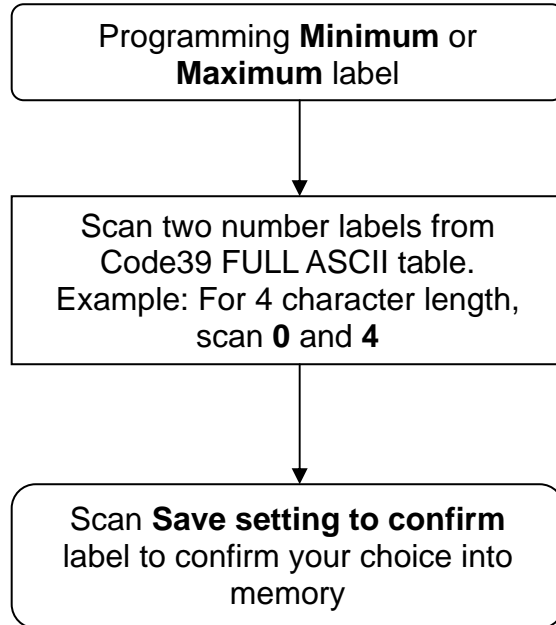 Programming Minimum or
Maximum label
Scan two number labels from
Code39 FULL ASCII table.
Example: For 4 character length,
scan 0 and 4
Scan Save setting to confirm
label to confirm your choice into
memory